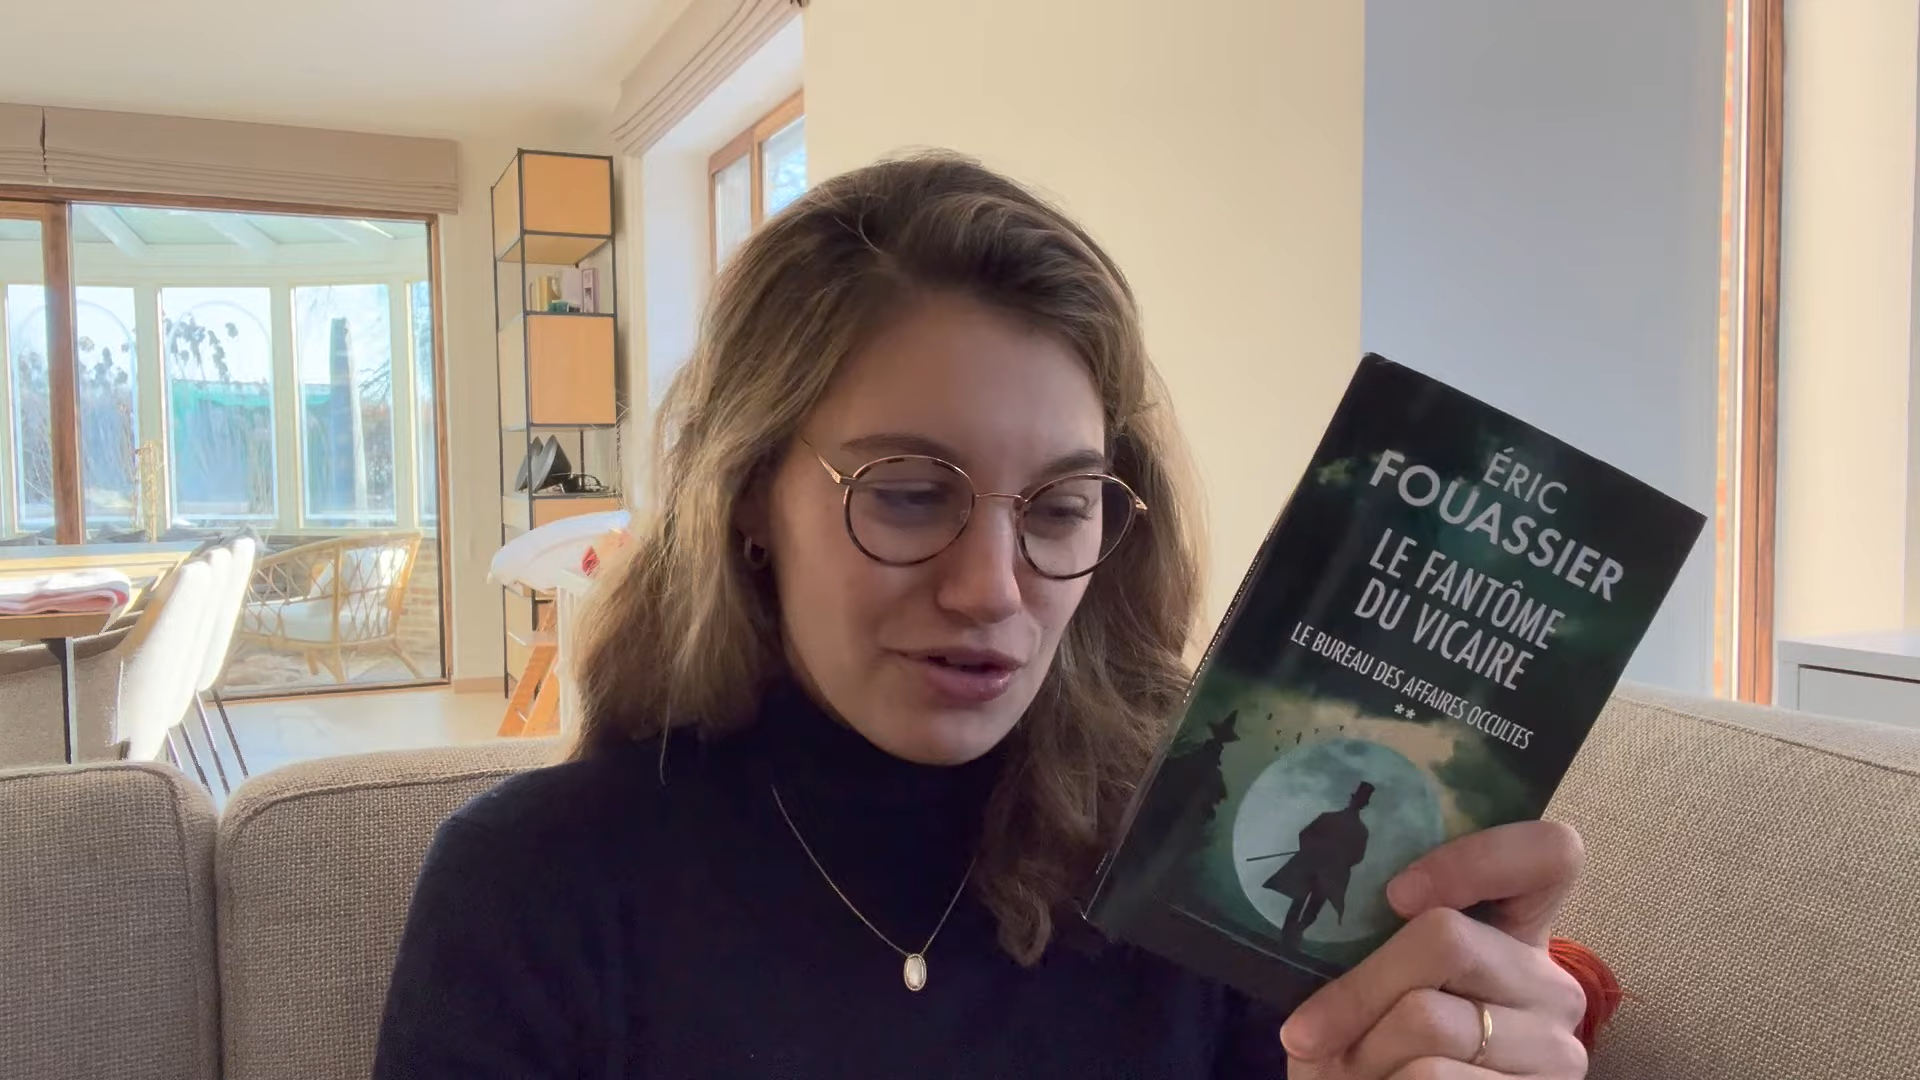 ÉRIC
FOUASSIER
LE FANTÔME
DU VICAIRE
LE BUREAU DES AFFAIRES OCCULTES
**